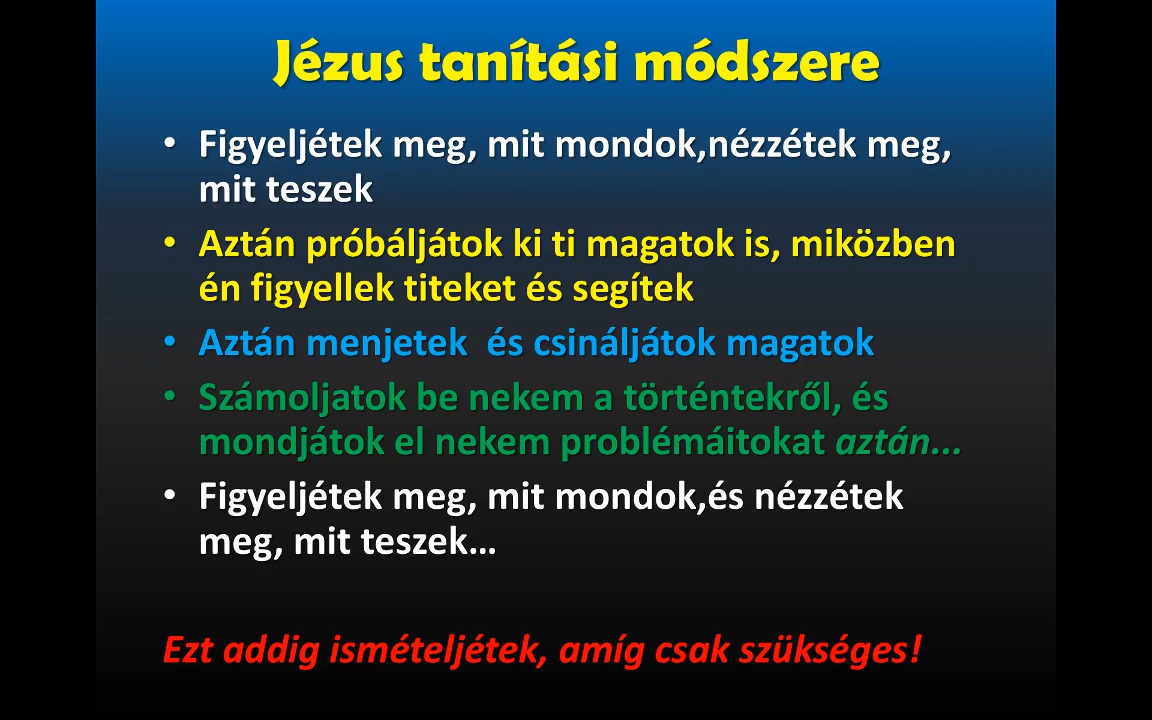 Jézus tanítási módszere
• Figyeljétek meg, mit mondok,nézzétek meg,
mit teszek
• Aztán próbáljátok ki ti magatok is, miközben
én figyellek titeket és segítek
• Aztán menjetek  és csináljátok magatok
• Számoljatok be nekem a történtekről, és
mondjátok el nekem problémáitokat aztán...
• Figyeljétek meg, mit mondok,és nézzétek
meg, mit teszek...
Ezt addig ismételjétek, amíg csak szükséges!